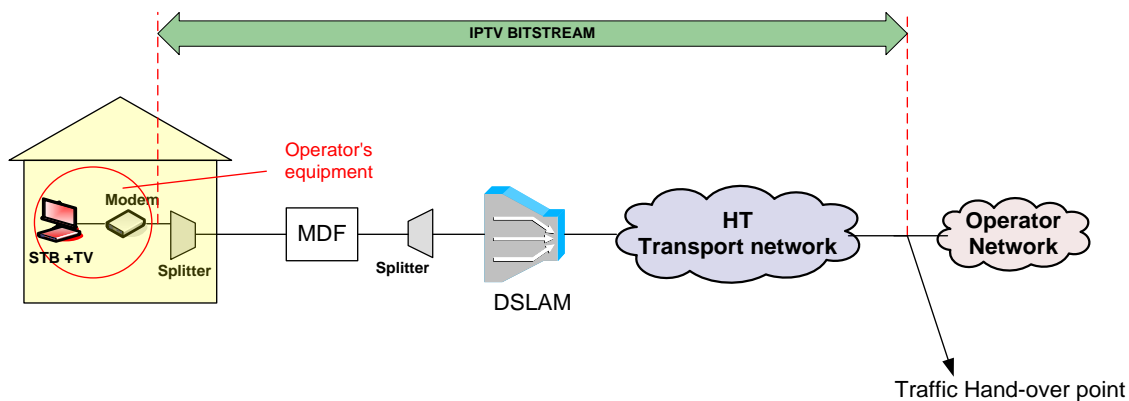 IPTV BITSTREAM
Operator's
equipment
Modem
STB +TV
Splitter
MDF
Splitter
DSLAM
HT
Transport network
Operator
Network
Traffic Hand-over point